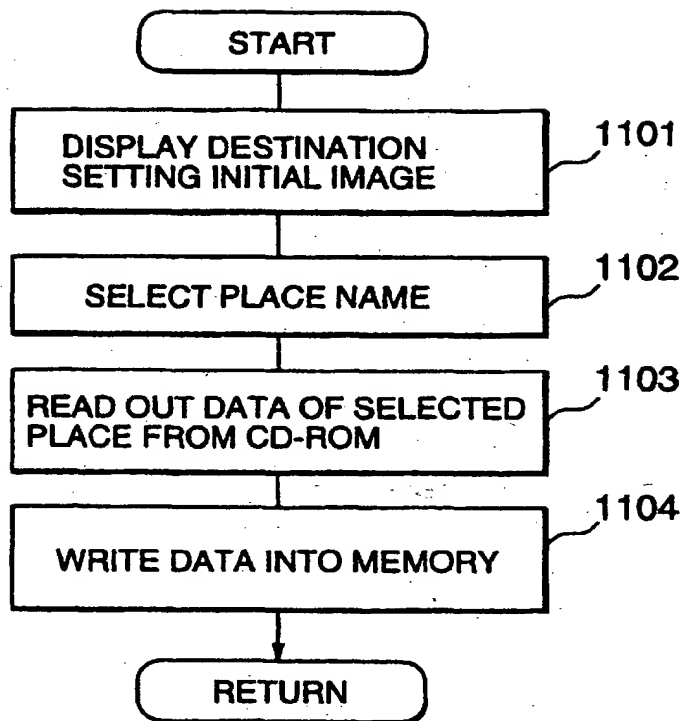 START
DISPLAY DESTINATION
SETTING INITIAL IMAGE
1101
SELECT PLACE NAME
1102
READ OUT DATA OF SELECTED
PLACE FROM CD-ROM
1103
WRITE DATA INTO MEMORY
1104
RETURN